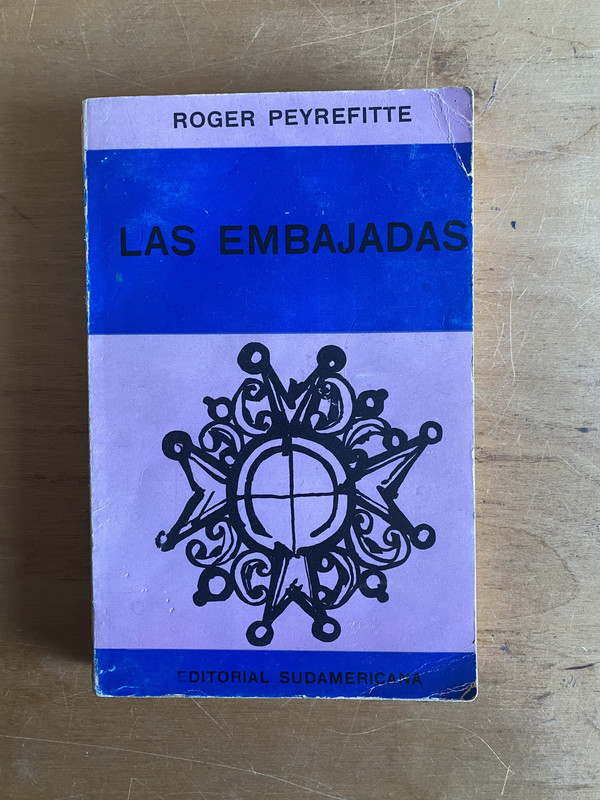 ROGER PEYREFITTE
LAS EMBAJADAS
EDITORIAL SUDAMERICANA